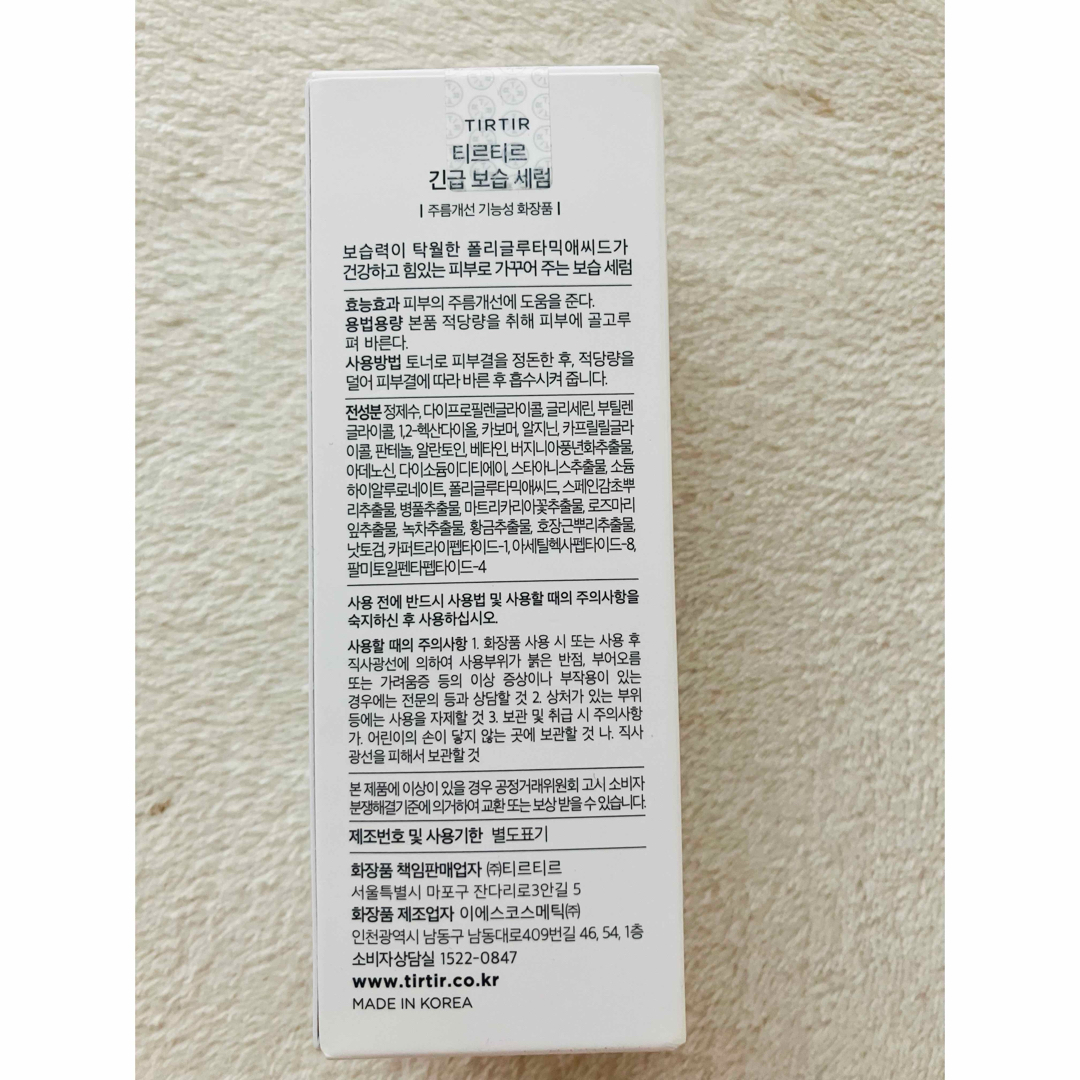 TIRTIR
티르티르
긴급 보습 세럼
| 주름개선 기능성 화장품 |
보습력이 탁월한 폴리글루타믹애씨드가
건강하고 힘있는 피부로 가꾸어 주는 보습 세럼
효능효과 피부의 주름개선에 도움을 준다.
용법용량 본품 적당량을 취해 피부에 골고루
펴 바른다.
사용방법 토너로 피부결을 정돈한 후, 적당량을
덜어 피부결에 따라 바른 후 흡수시켜 줍니다.
전성분 정제수, 다이프로필렌글라이콜, 글리세린, 부틸렌
글라이콜, 1,2-헥산다이올, 카보머, 알지닌, 카프릴릴글라
이콜, 판테놀, 알란토인, 베타인, 버지니아풍년화추출물,
아데노신, 다이소듐이디티에이, 스타아니스추출물, 소듐
하이알루로네이트, 폴리글루타믹애씨드, 스페인감초뿌
리추출물, 병풀추출물, 마트리카리아꽃추출물, 로즈마리
잎추출물, 녹차추출물, 황금추출물, 호장근뿌리추출물,
낫토검, 카퍼트라이펩타이드-1, 아세틸헥사펩타이드-8,
팔미토일펜타펩타이드-4
사용 전에 반드시 사용법 및 사용할 때의 주의사항을
숙지하신 후 사용하십시오.
사용할 때의 주의사항 1. 화장품 사용 시 또는 사용 후
직사광선에 의하여 사용부위가 붉은 반점, 부어오름
또는 가려움증 등의 이상 증상이나 부작용이 있는
경우에는 전문의 등과 상담할 것 2. 상처가 있는 부위
등에는 사용을 자제할 것 3. 보관 및 취급 시 주의사항
가. 어린이의 손이 닿지 않는 곳에 보관할 것 나. 직사
광선을 피해서 보관할 것
본 제품에 이상이 있을 경우 공정거래위원회 고시 소비자
분쟁해결기준에 의거하여 교환 또는 보상 받을 수 있습니다.
제조번호 및 사용기한 별도표기
화장품 책임판매업자 ㈜티르티르
서울특별시 마포구 잔다리로3안길 5
화장품 제조업자 이에스코스메틱㈜
인천광역시 남동구 남동대로409번길 46, 54, 1층
소비자상담실 1522-0847
www.tirtir.co.kr
MADE IN KOREA